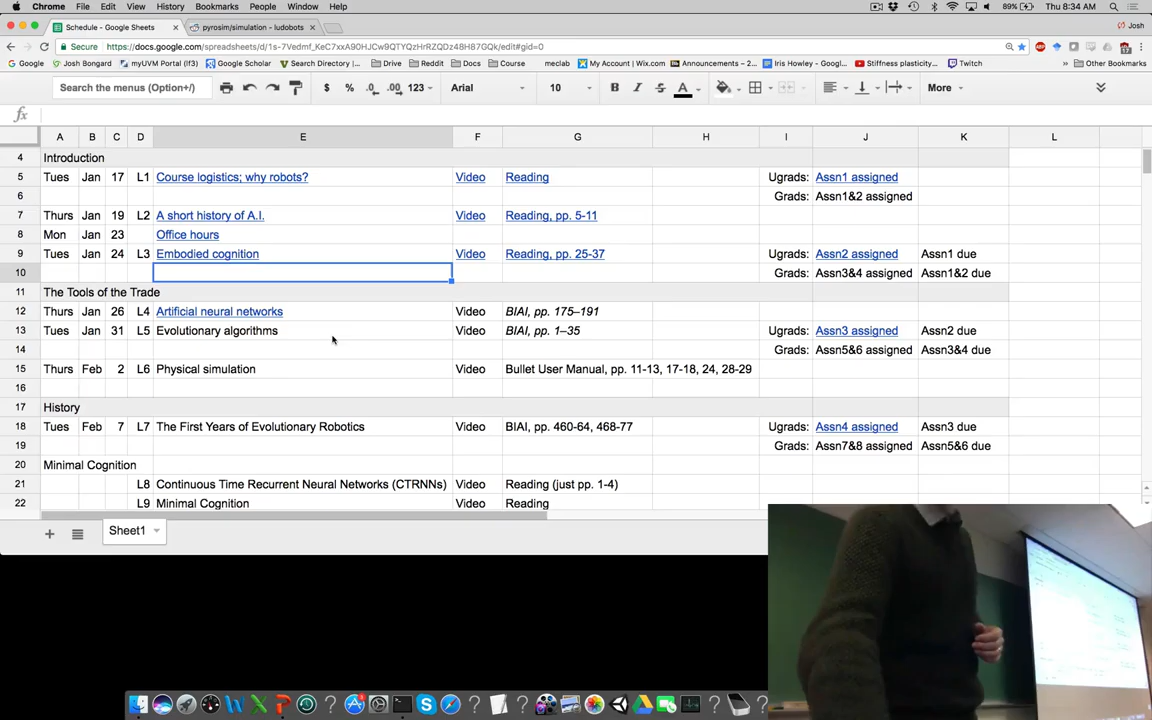 Chrome File Edit View History Bookmarks People Window Help 89% Thu 8:34 AM
Schedule - Google Sheets pyrosim/simulation - ludobots Josh
Secure https://docs.google.com/spreadsheets/d/1s-7Vedmf_KeC7xxA90HJCw9QTYQzHrRZQDz48H87GQk/edit#gid=0
Google Josh Bongard myUVM Portal (lf3) Google Scholar Search Directory |... Drive Reddit Docs Course meclab My Account | Wix.com Announcements – 2... Iris Howley - Googl... Stiffness plasticity... Twitch » Other Bookmarks
Search the menus (Option+/) $ % .0 .00 123 Arial 10 B I S A More
fx
A B C D E F G H I J K L
4 Introduction
5 Tues Jan 17 L1 Course logistics; why robots? Video Reading Ugrads: Assn1 assigned
6 Grads: Assn1&2 assigned
7 Thurs Jan 19 L2 A short history of A.I. Video Reading, pp. 5-11
8 Mon Jan 23 Office hours
9 Tues Jan 24 L3 Embodied cognition Video Reading, pp. 25-37 Ugrads: Assn2 assigned Assn1 due
10 Grads: Assn3&4 assigned Assn1&2 due
11 The Tools of the Trade
12 Thurs Jan 26 L4 Artificial neural networks Video BIAI, pp. 175–191
13 Tues Jan 31 L5 Evolutionary algorithms Video BIAI, pp. 1–35 Ugrads: Assn3 assigned Assn2 due
14 Grads: Assn5&6 assigned Assn3&4 due
15 Thurs Feb 2 L6 Physical simulation Video Bullet User Manual, pp. 11-13, 17-18, 24, 28-29
16
17 History
18 Tues Feb 7 L7 The First Years of Evolutionary Robotics Video BIAI, pp. 460-64, 468-77 Ugrads: Assn4 assigned Assn3 due
19 Grads: Assn7&8 assigned Assn5&6 due
20 Minimal Cognition
21 L8 Continuous Time Recurrent Neural Networks (CTRNNs) Video Reading (just pp. 1-4)
22 L9 Minimal Cognition Video Reading
Sheet1